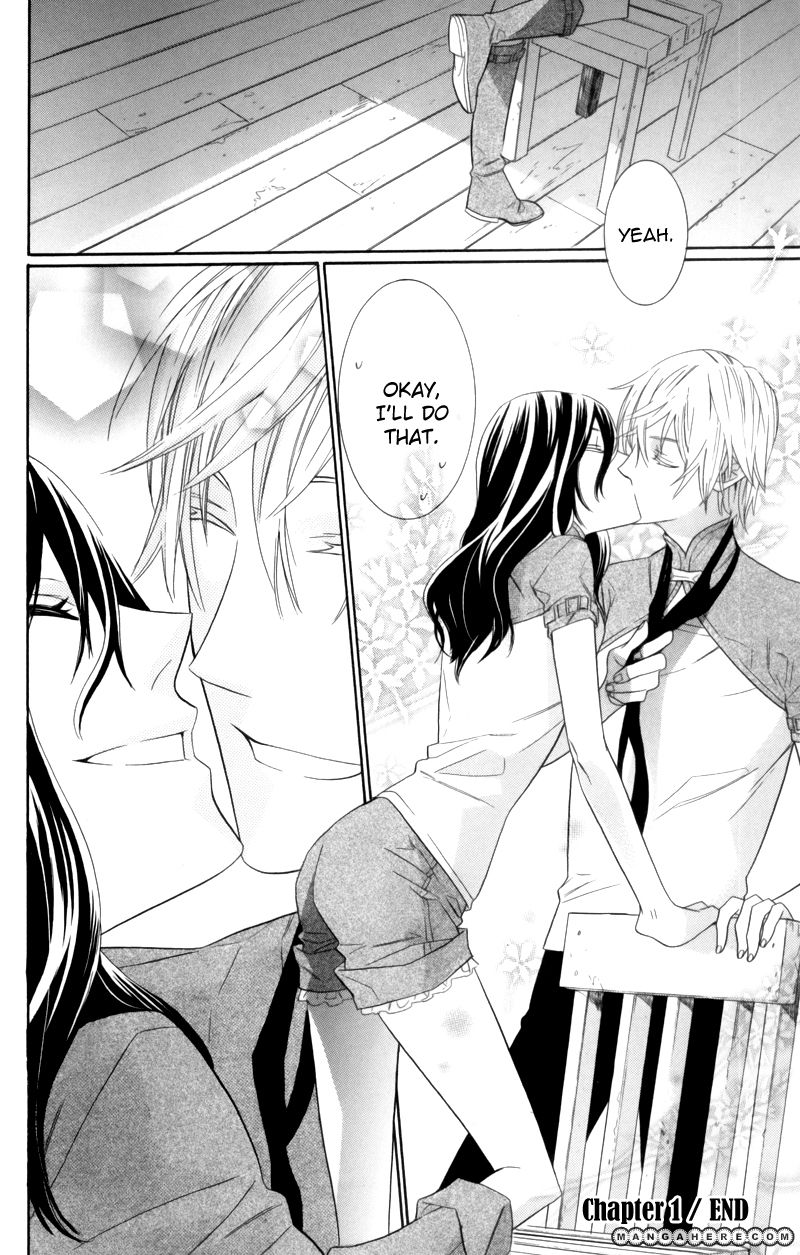 YEAH.
OKAY,
I'LL DO
THAT.
Chapter 1 / END
MANGAHERE.COM